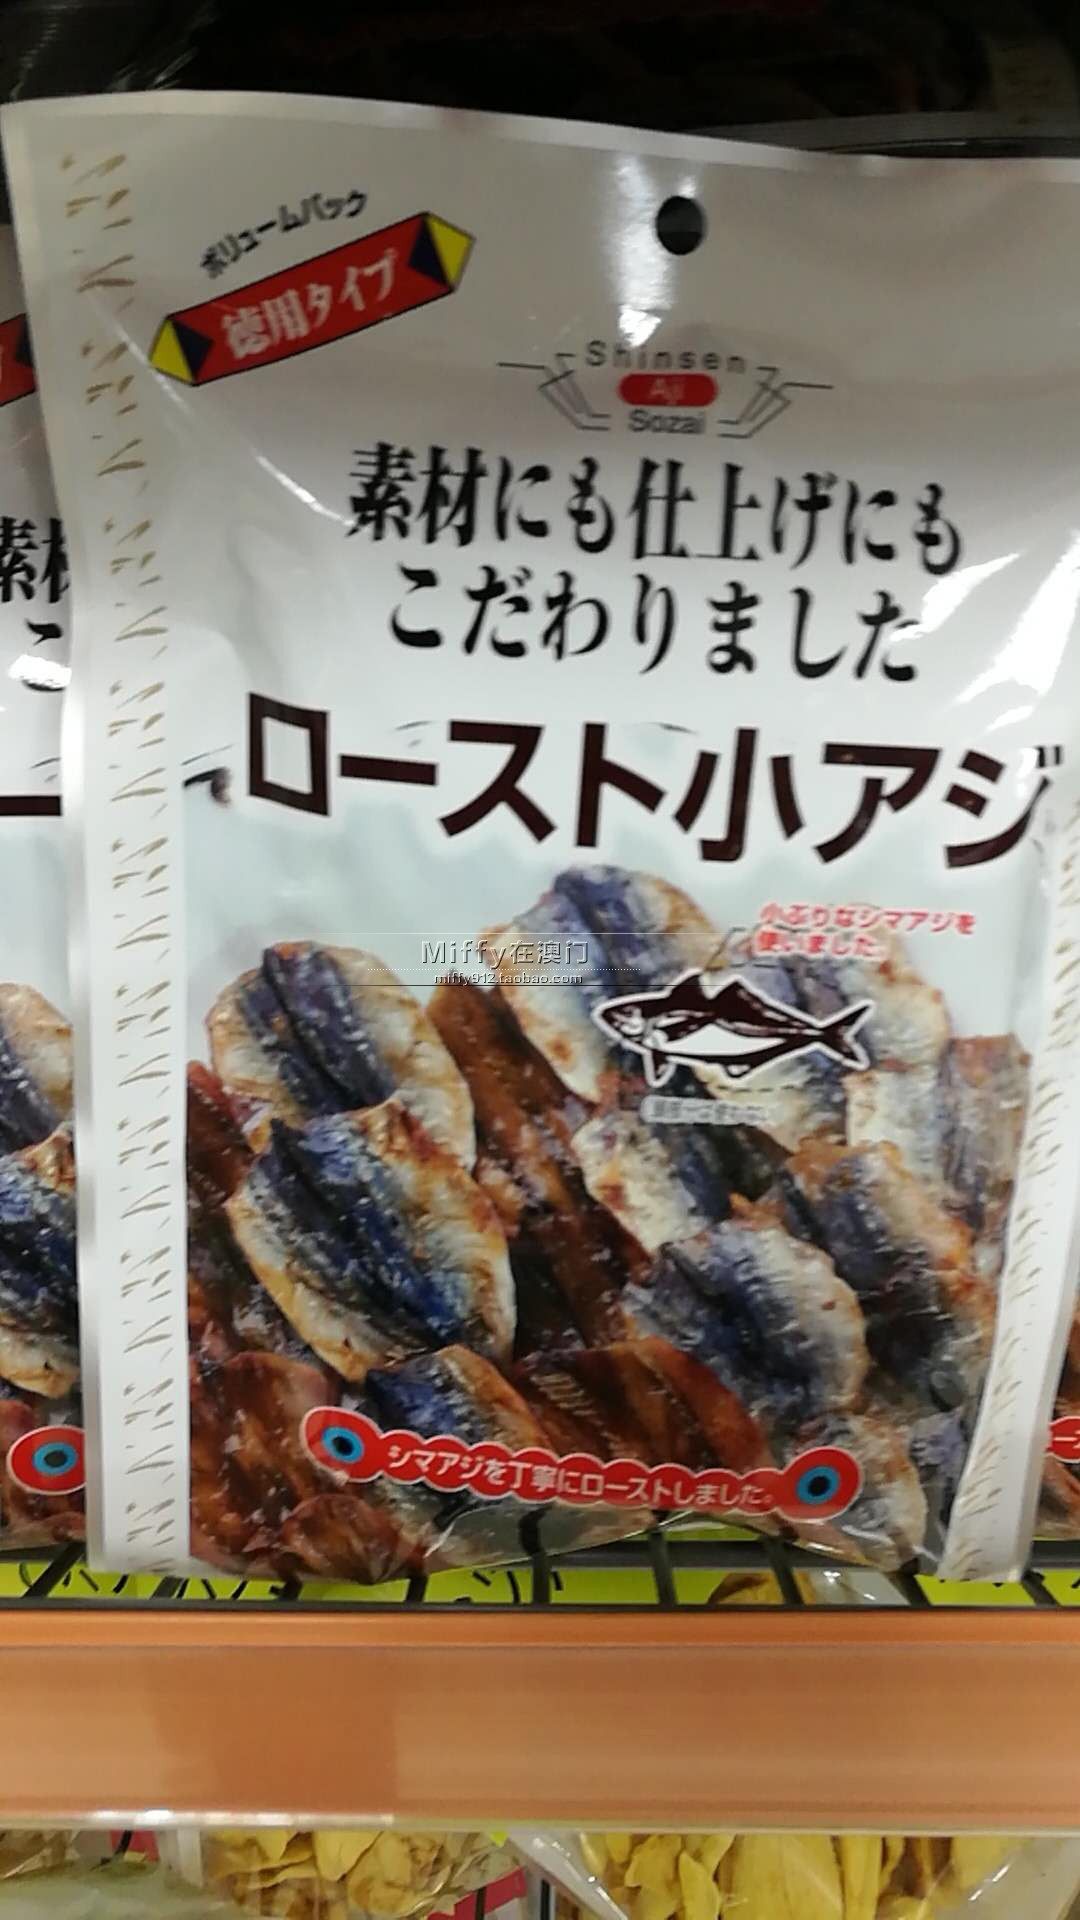 ボリュームパック
徳用タイプ
Shinsen
Aji
Sozai
素材にも仕上げにも
こだわりました
ロースト小アジ
小ぶりなシマアジを
使いました。
Miffy在澳门
miffy912.taobao.com
シマアジを丁寧にローストしました。
素材
こ
ー